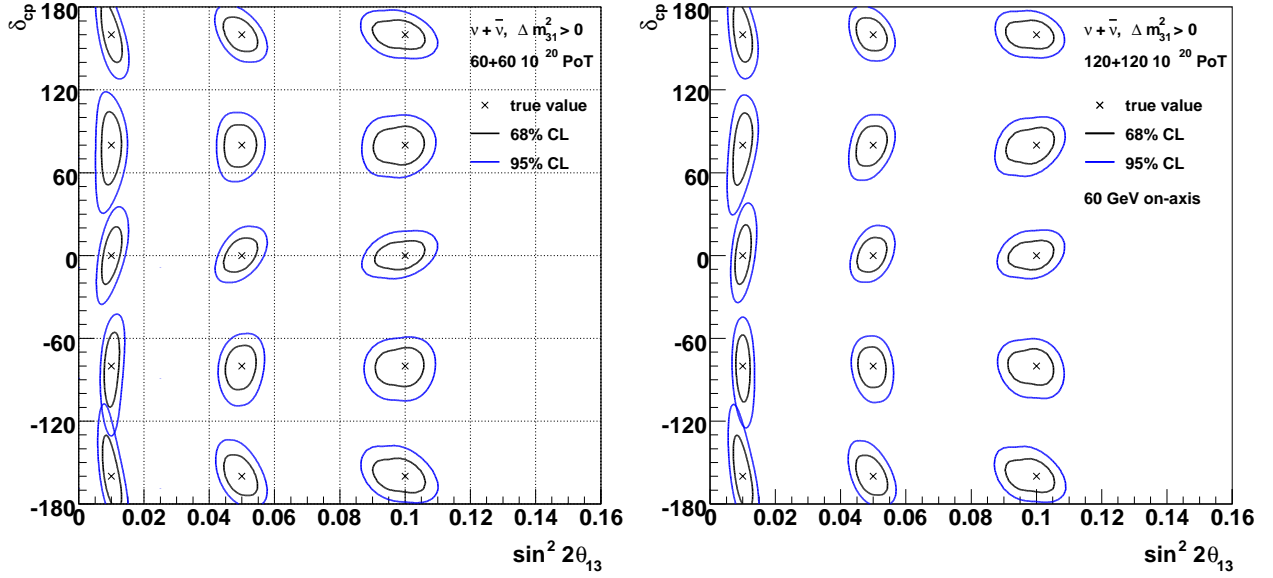 δcp
180
120
60
0
-60
-120
-180
ν + ν̄, Δ m²₃₁ > 0
60+60 10 ²⁰ PoT
true value
68% CL
95% CL
0 0.02 0.04 0.06 0.08 0.1 0.12 0.14 0.16
sin² 2θ₁₃
δcp
180
120
60
0
-60
-120
-180
ν + ν̄, Δ m²₃₁ > 0
120+120 10 ²⁰ PoT
true value
68% CL
95% CL
60 GeV on-axis
0 0.02 0.04 0.06 0.08 0.1 0.12 0.14 0.16
sin² 2θ₁₃